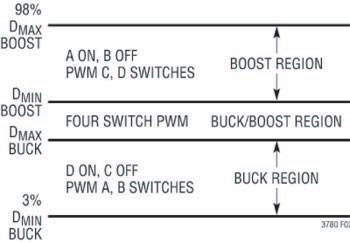 98%
DMAX
BOOST
A ON, B OFF
PWM C, D SWITCHES
BOOST REGION
DMIN
BOOST
FOUR SWITCH PWM
BUCK/BOOST REGION
DMAX
BUCK
D ON, C OFF
PWM A, B SWITCHES
BUCK REGION
3%
DMIN
BUCK
3780 F02